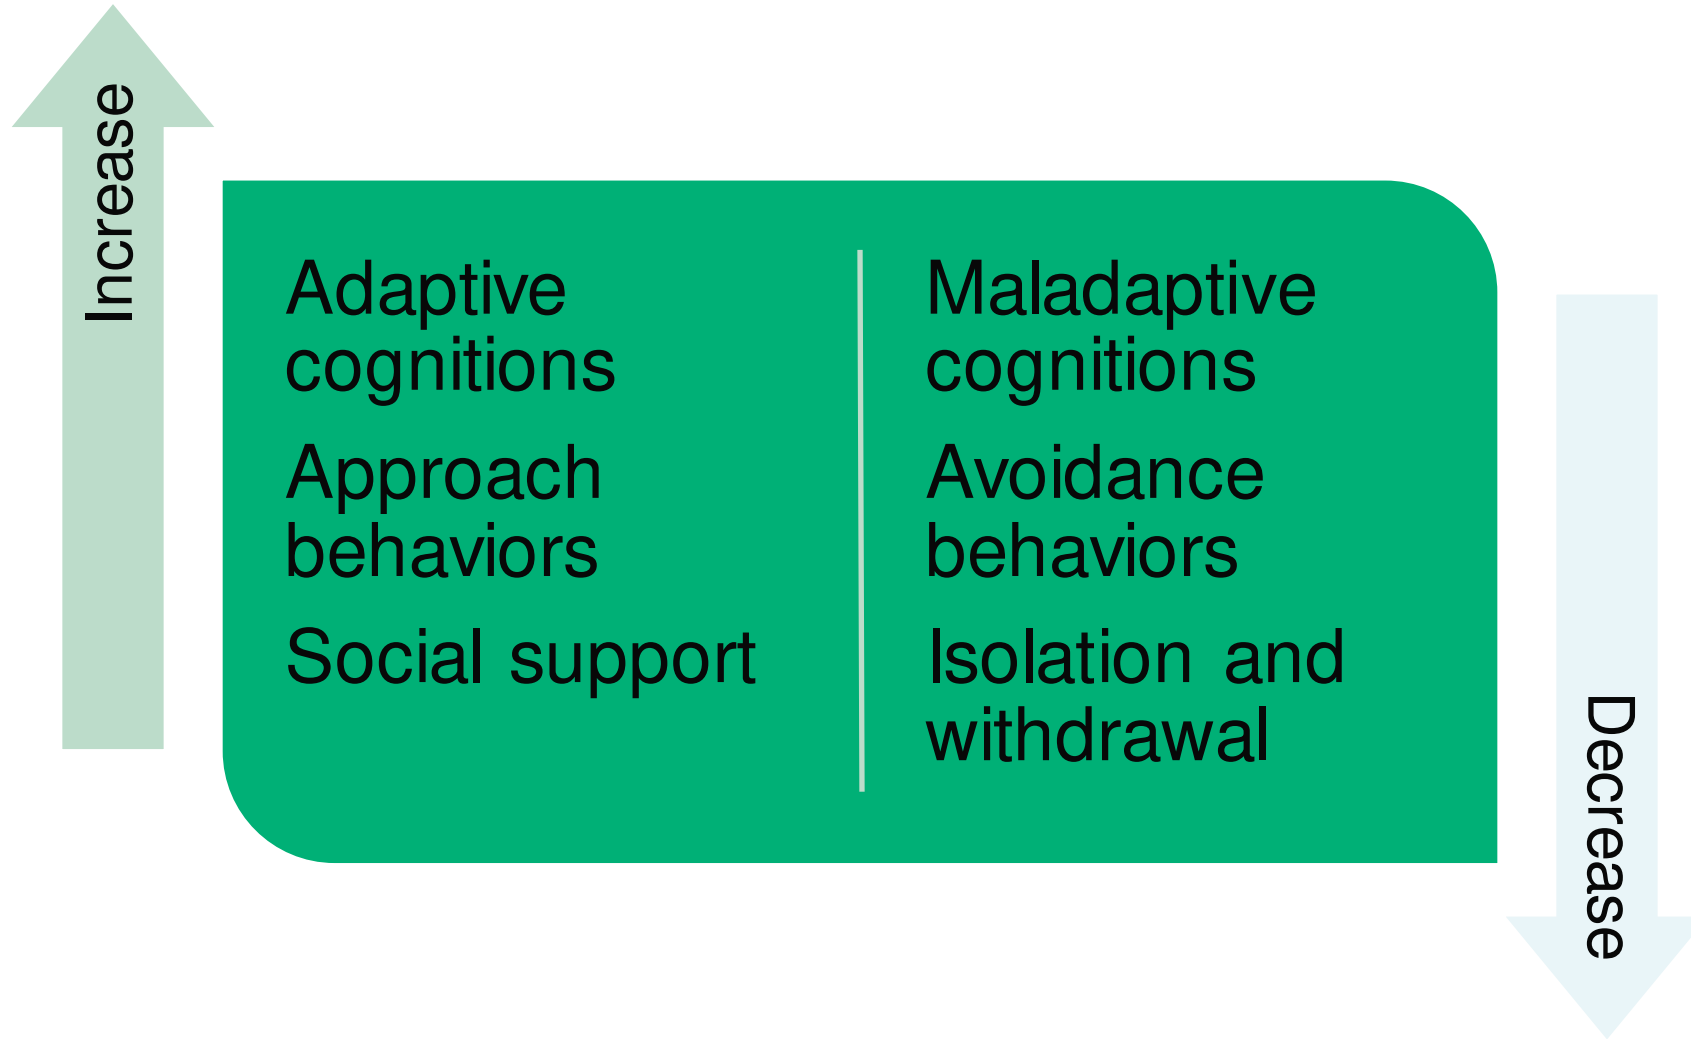 Increase
Adaptive
cognitions
Approach
behaviors
Social support
Maladaptive
cognitions
Avoidance
behaviors
Isolation and
withdrawal
Decrease